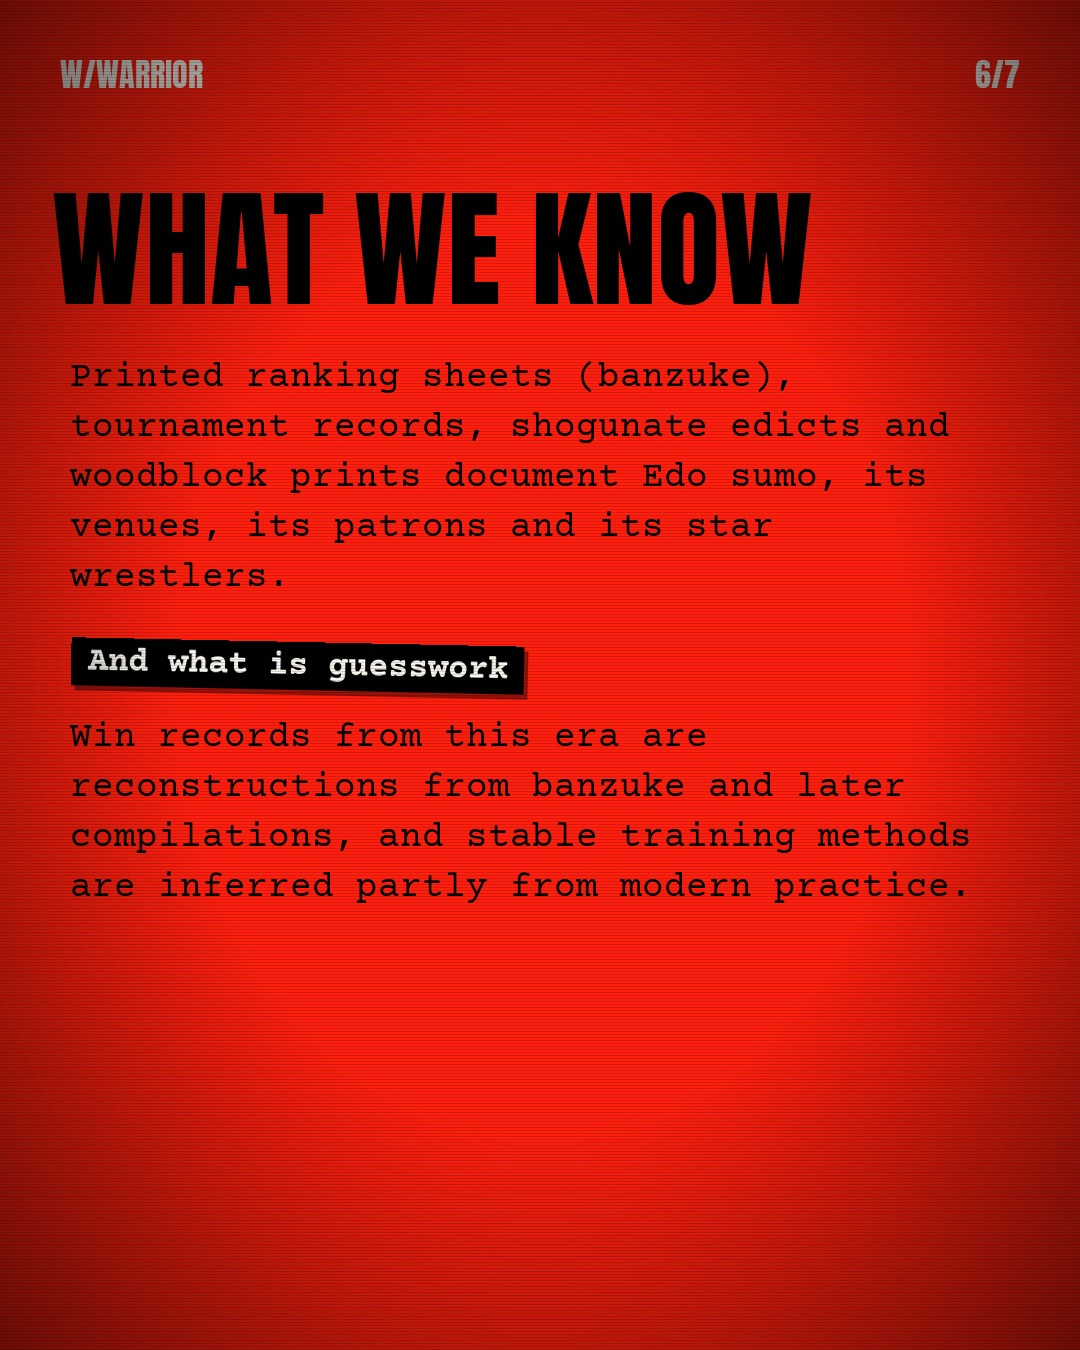 W/WARRIOR
6/7
WHAT WE KNOW
Printed ranking sheets (banzuke),
tournament records, shogunate edicts and
woodblock prints document Edo sumo, its
venues, its patrons and its star
wrestlers.
And what is guesswork
Win records from this era are
reconstructions from banzuke and later
compilations, and stable training methods
are inferred partly from modern practice.